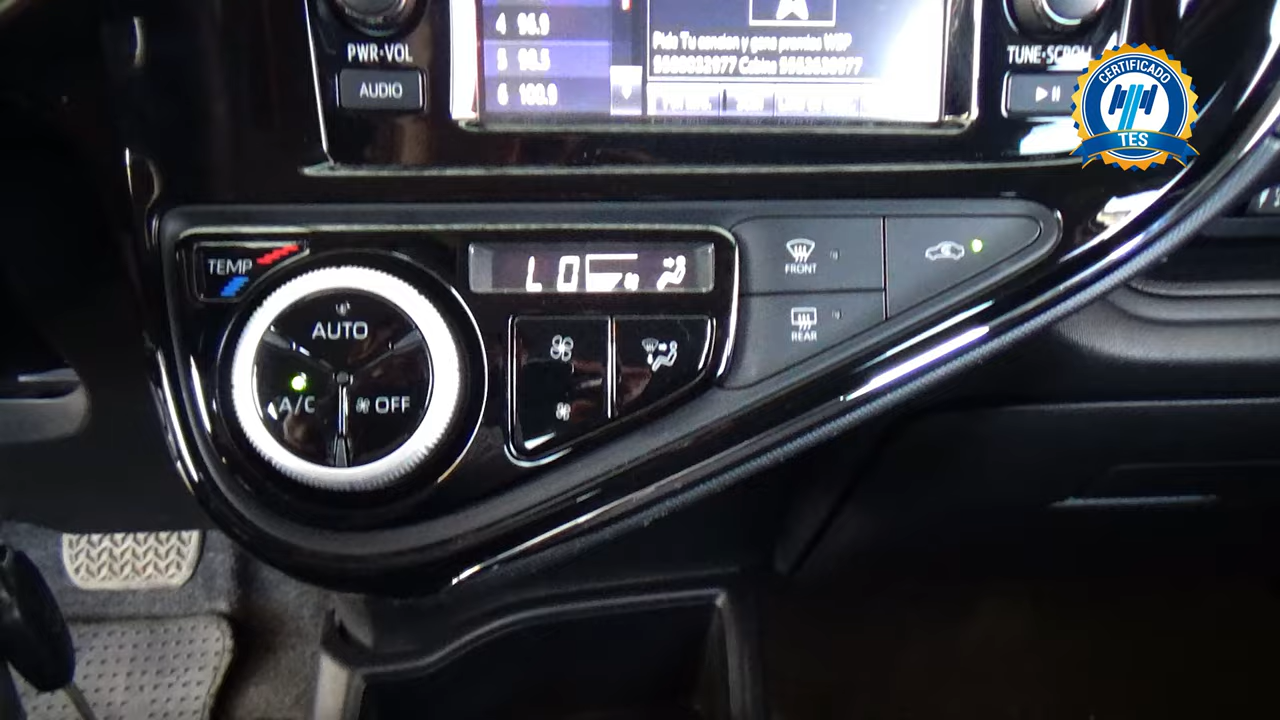 4 96.9
PWR•VOL
5 98.5
Pide Tu cancion y gana premios WSP
TUNE•SCROLL
AUDIO
6 100.9
CERTIFICADO
TES
TEMP
LO
FRONT
AUTO
REAR
A/C
OFF